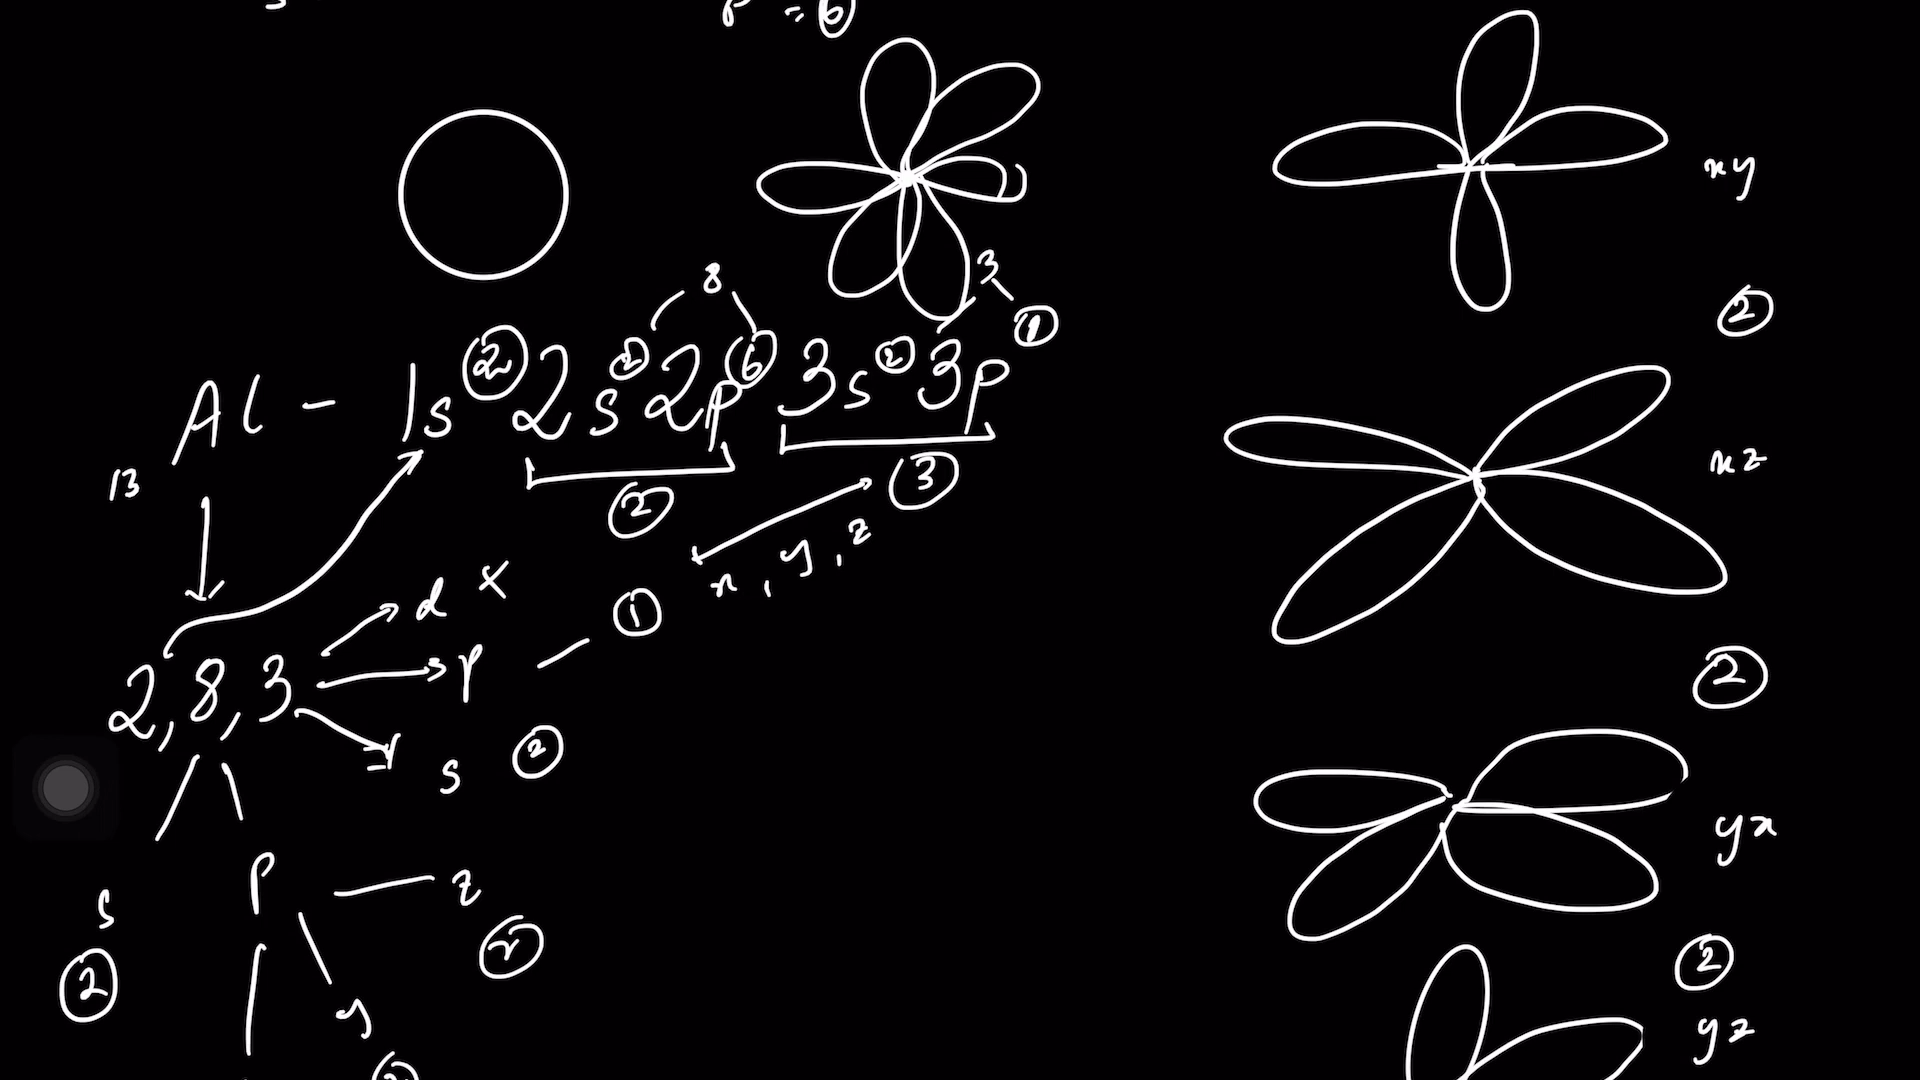 P = 6
xy
8
3
1
2
Al - 1s² 2s² 2p⁶ 3s² 3p
13
2
3
xz
x, y, z
d x
1
P
2
2, 8, 3
s
2
yx
P
z
s
2
2
2
y
yz